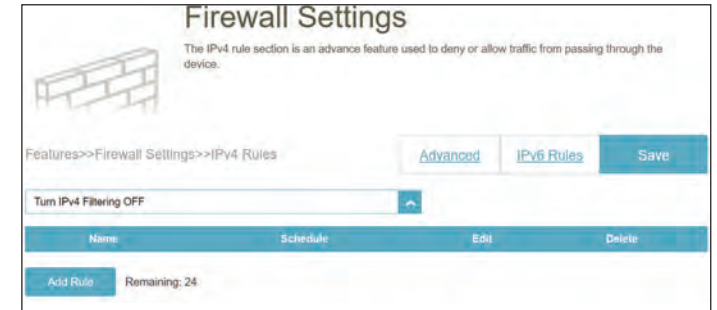 Firewall Settings
The IPv4 rule section is an advance feature used to deny or allow traffic from passing through the
device.
Features>>Firewall Settings>>IPv4 Rules
Advanced
IPv6 Rules
Save
Turn IPv4 Filtering OFF
Name
Schedule
Edit
Delete
Add Rule
Remaining: 24